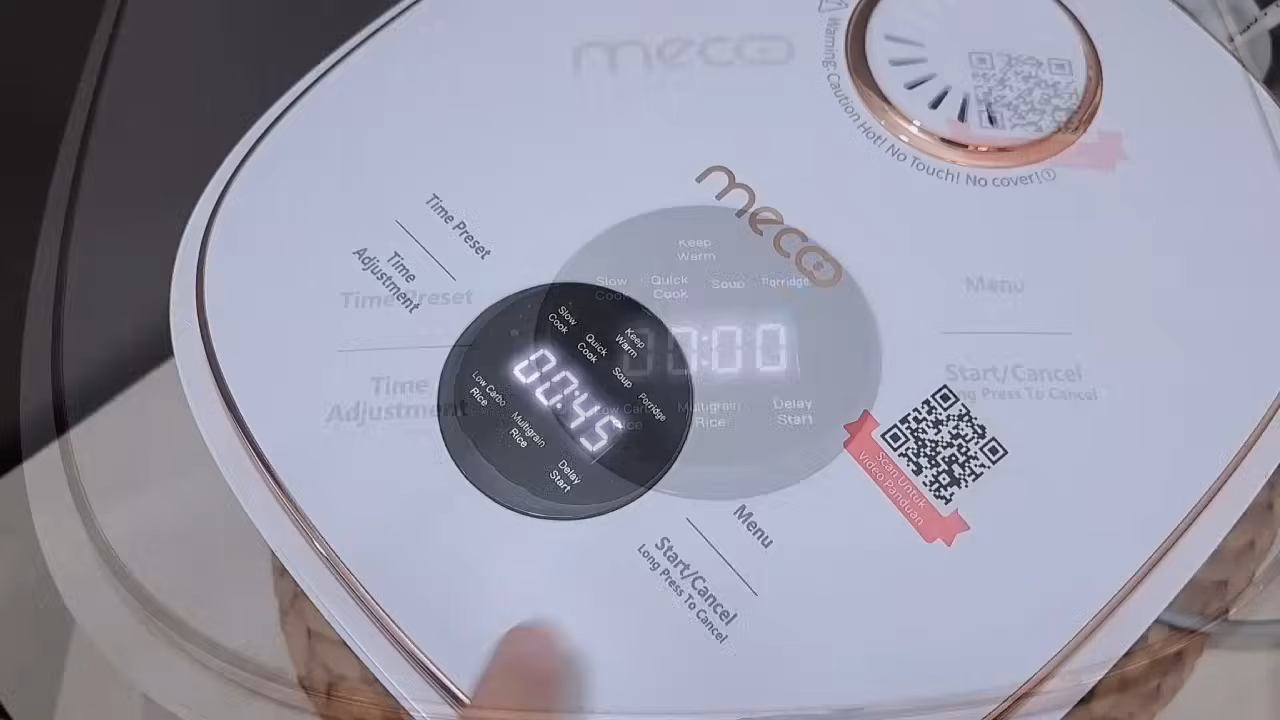 meco
Warning: Caution Hot! No Touch! No cover!
meco
Time Preset
Time
Adjustment
Keep
Warm
Slow
Cook
Quick
Cook
Soup
Porridge
00:45
Low Carbo
Rice
Multigrain
Rice
Delay
Start
Menu
Start/Cancel
Long Press To Cancel
Scan Untuk
Video Panduan
Time Preset
Time
Adjustment
Keep
Warm
Slow
Cook
Quick
Cook
Soup
Porridge
00:00
Low Carbo
Rice
Multigrain
Rice
Delay
Start
Menu
Start/Cancel
Long Press To Cancel